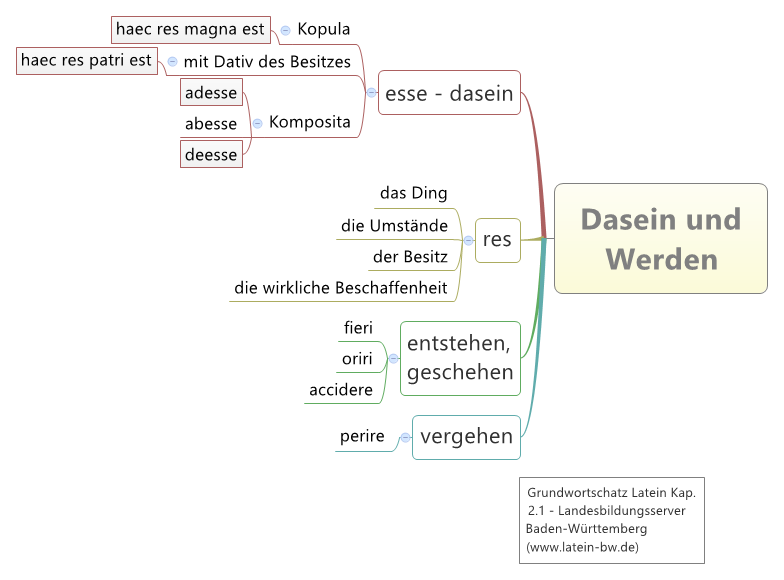 haec res magna est
Kopula
haec res patri est
mit Dativ des Besitzes
adesse
abesse
deesse
Komposita
esse - dasein
das Ding
die Umstände
der Besitz
die wirkliche Beschaffenheit
res
fieri
oriri
accidere
entstehen,
geschehen
perire
vergehen
Dasein und
Werden
Grundwortschatz Latein Kap.
2.1 - Landesbildungsserver
Baden-Württemberg
(www.latein-bw.de)